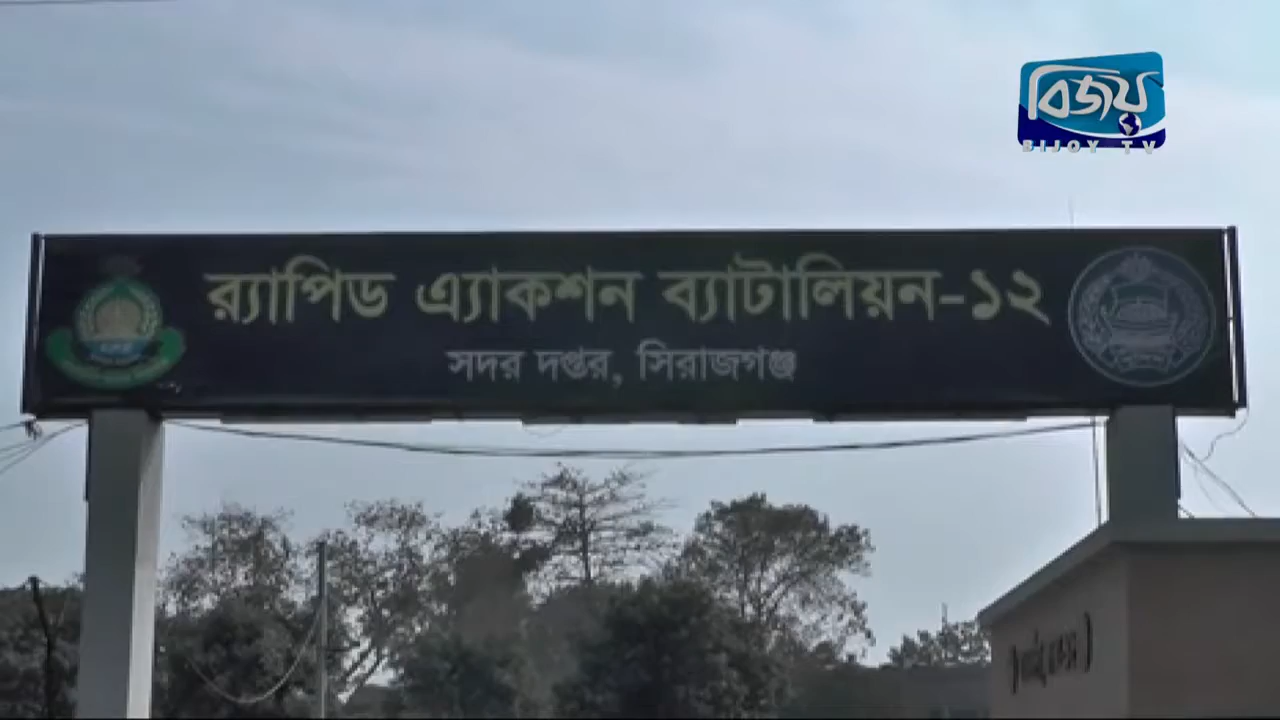 বিজয়
BIJOY TV
র‍্যাপিড এ্যাকশন ব্যাটালিয়ন-১২
সদর দপ্তর, সিরাজগঞ্জ